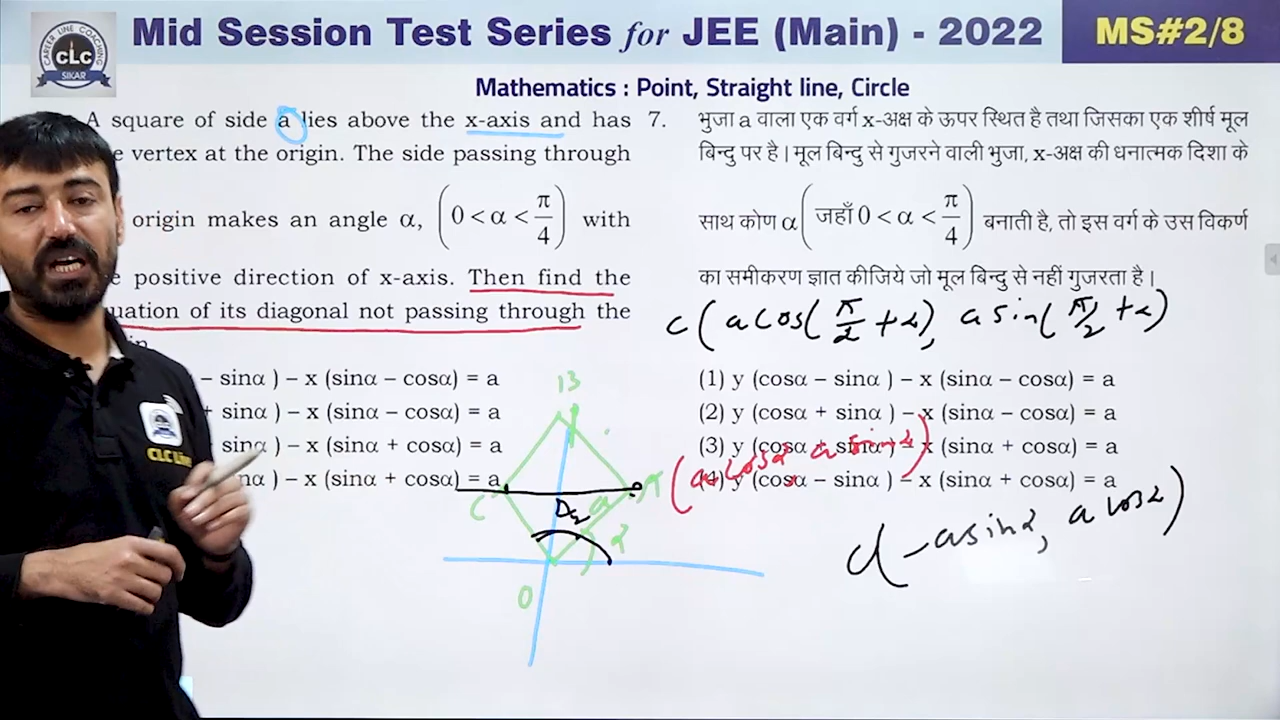 Mid Session Test Series for JEE (Main) - 2022
MS#2/8
CAREER LINE COACHING
CLC
SIKAR
Mathematics : Point, Straight line, Circle
A square of side a lies above the x-axis and has
vertex at the origin. The side passing through
origin makes an angle α, (0 < α < π/4) with
positive direction of x-axis. Then find the
uation of its diagonal not passing through the
in
– sinα ) – x (sinα – cosα) = a
+ sinα ) – x (sinα – cosα) = a
sinα ) – x (sinα + cosα) = a
nα ) – x (sinα + cosα) = a
7. भुजा a वाला एक वर्ग x-अक्ष के ऊपर स्थित है तथा जिसका एक शीर्ष मूल
बिन्दु पर है। मूल बिन्दु से गुजरने वाली भुजा, x-अक्ष की धनात्मक दिशा के
साथ कोण α (जहाँ 0 < α < π/4) बनाती है, तो इस वर्ग के उस विकर्ण
का समीकरण ज्ञात कीजिये जो मूल बिन्दु से नहीं गुजरता है।
c ( a cos( π/2 + α), a sin( π/2 + α)
(1) y (cosα – sinα ) – x (sinα – cosα) = a
(2) y (cosα + sinα ) – x (sinα – cosα) = a
(3) y (cosα + sinα ) – x (sinα + cosα) = a
(4) y (cosα – sinα ) – x (sinα + cosα) = a
(a cosα, a sinα)
( – a sinα, a cosα)
B
C
A
a
α
O
CLC
CLC Live